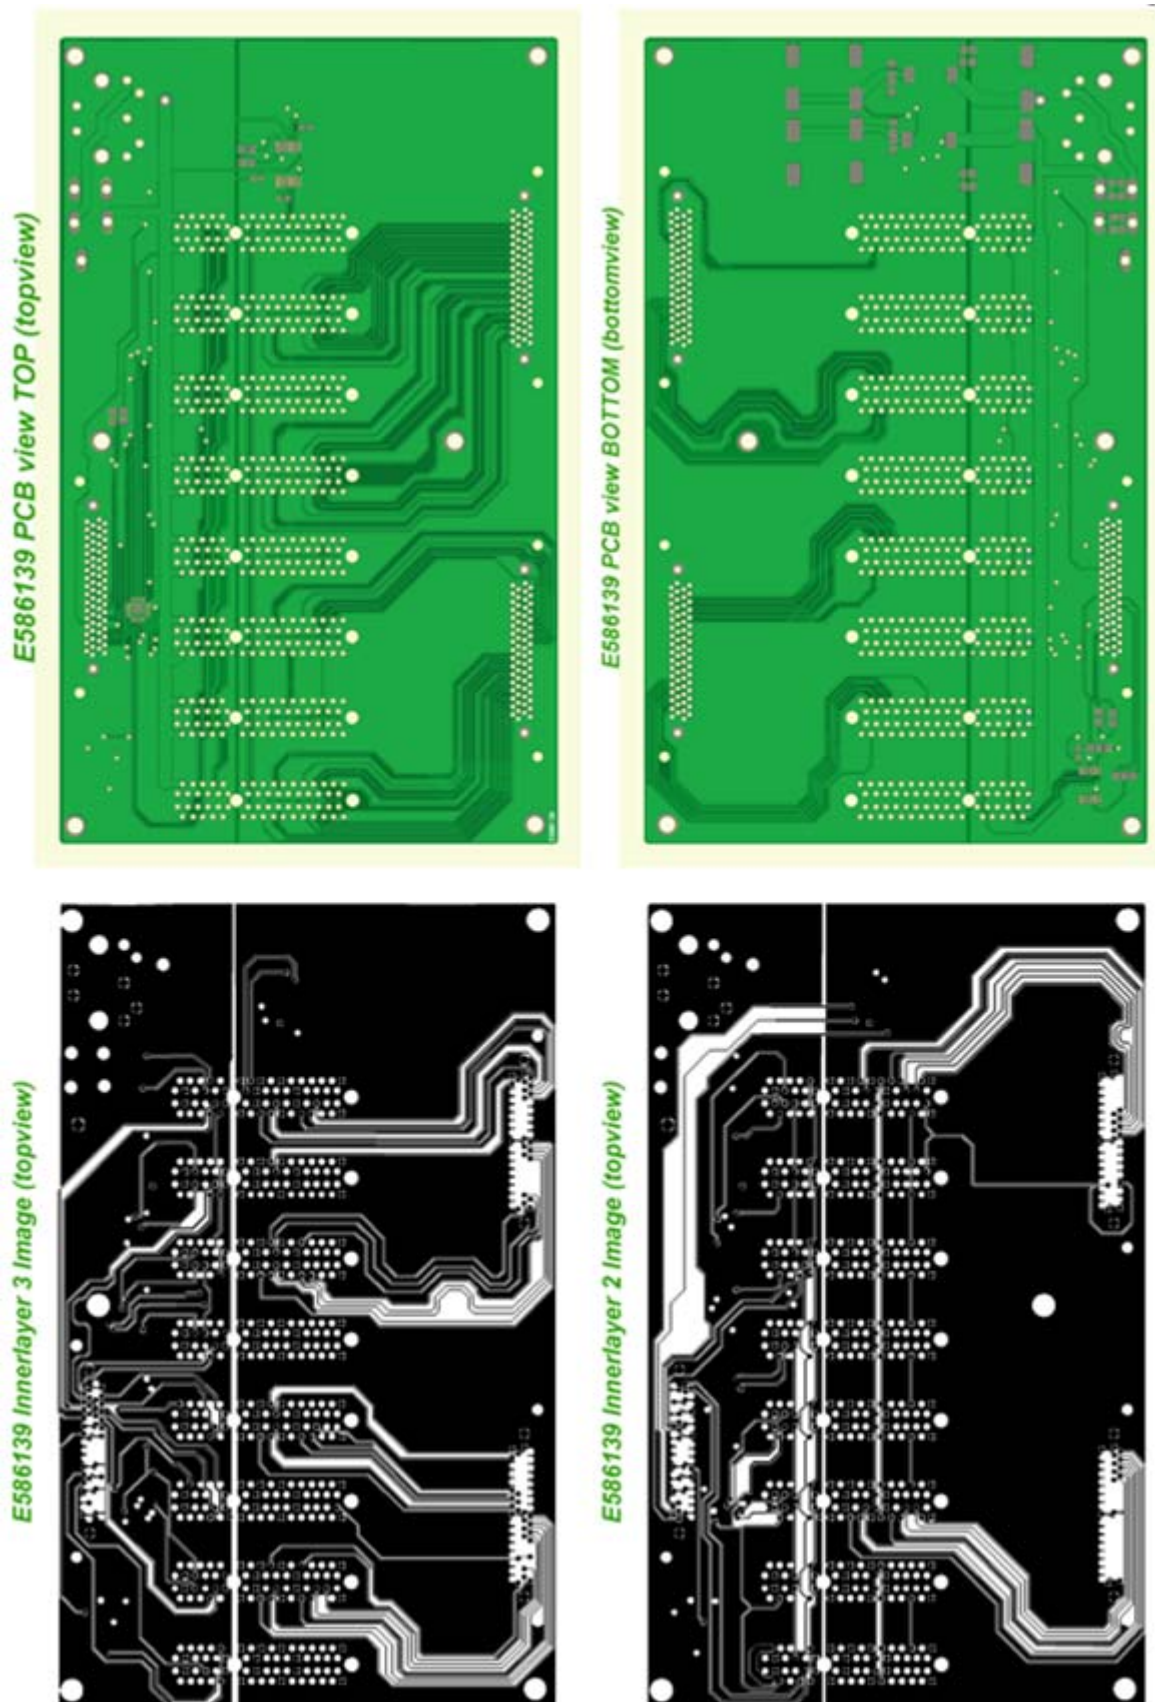 E586139 PCB view TOP (topview)
E586139 PCB view BOTTOM (bottomview)
E586139 Innerlayer 3 Image (topview)
E586139 Innerlayer 2 Image (topview)